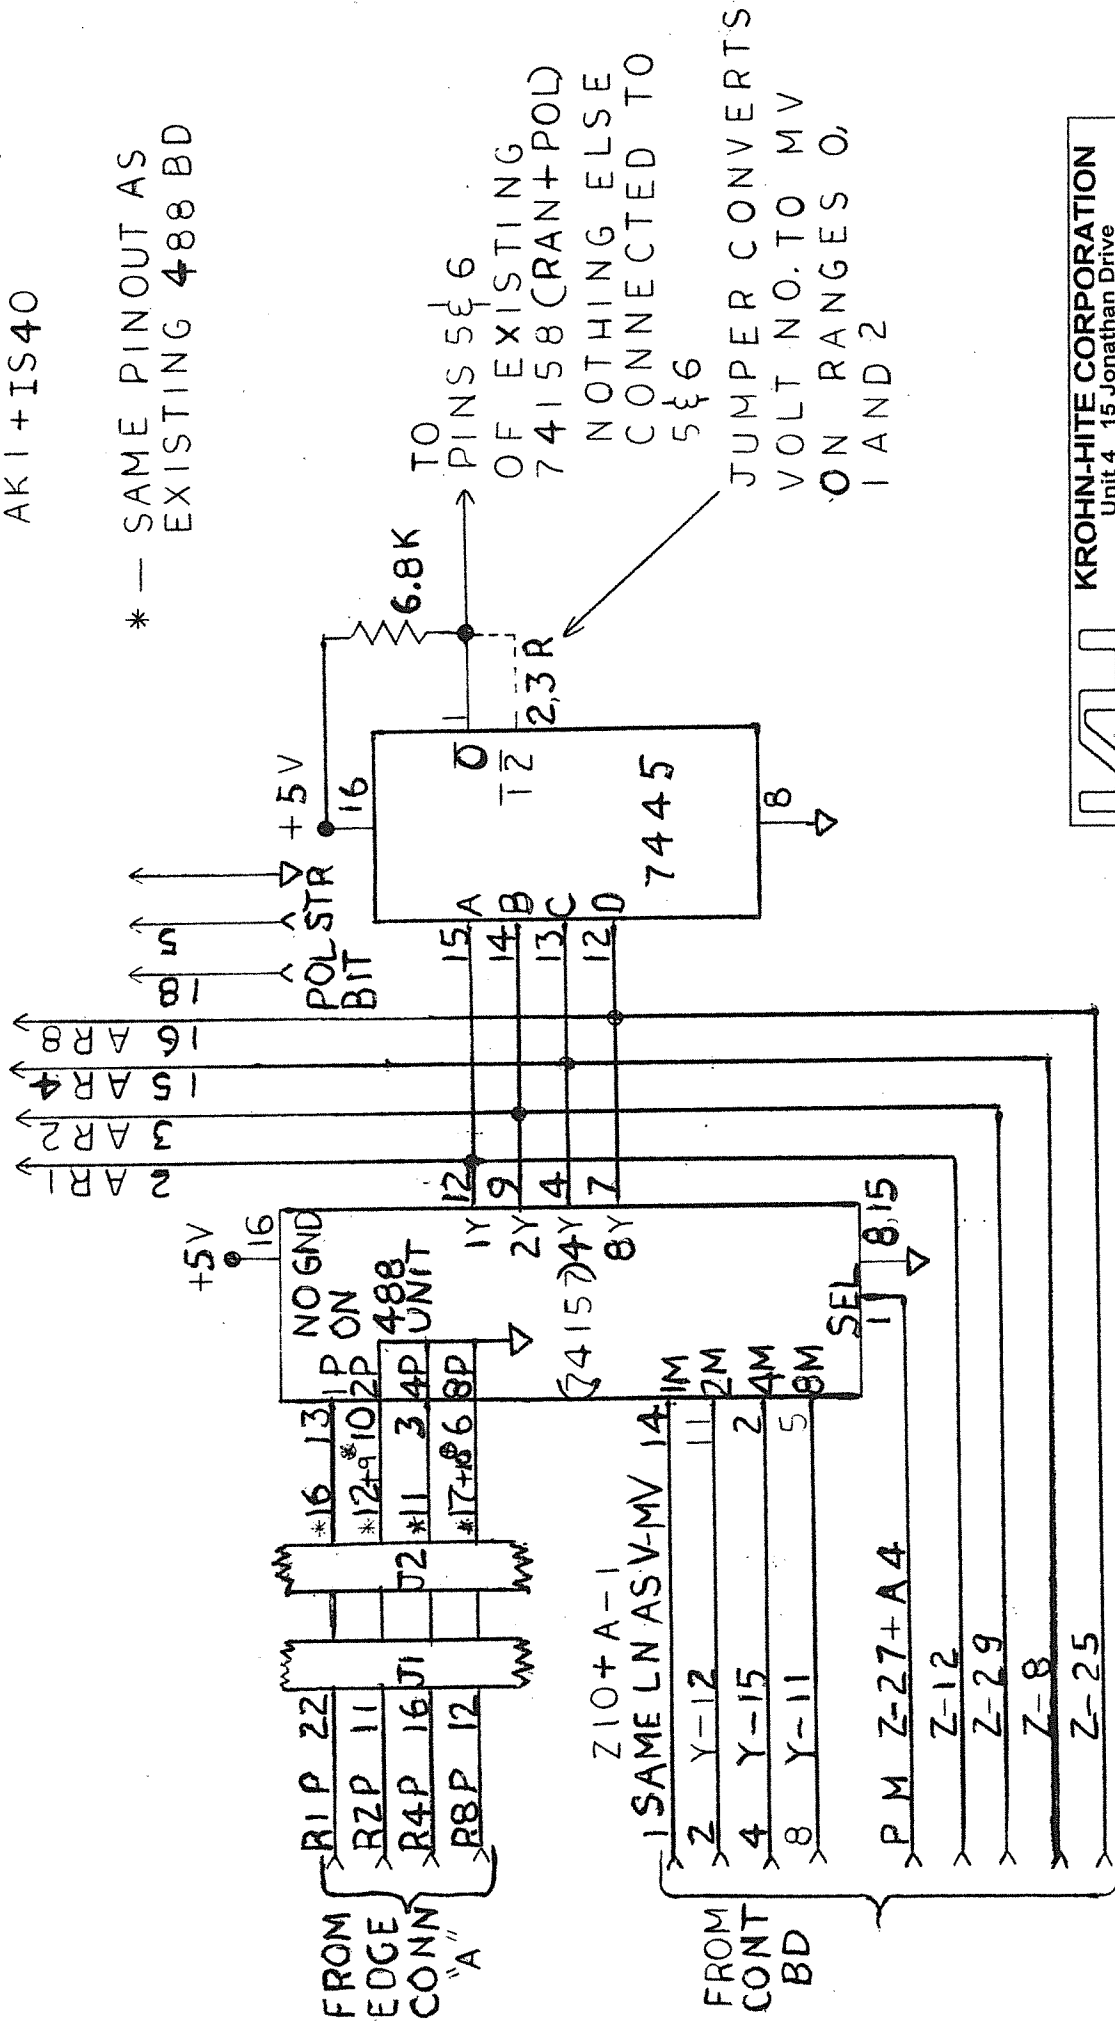 AK1+IS40
* — SAME PINOUT AS
EXISTING 488 BD
TO
PINS 5 & 6
OF EXISTING
74158 (RAN+POL)
NOTHING ELSE
CONNECTED TO
5 & 6
JUMPER CONVERTS
VOLT NO. TO MV
ON RANGES 0,
1 AND 2
6.8K
+5V
16
1
0
1 2
2,3 R
7445
8
15 A
14 B
13 C
12 D
POL STR
BIT
5
18
16 AR8
15 AR4
3 AR2
2 AR1
+5V
16
NO GND
ON
488
UNIT
12 1Y
9 2Y
4 4Y
7 8Y
(74157)
SEL
1
8,15
*16 13 1P
*12+9 *10 2P
*11 3 4P
6 8P
J2
J1
R1P 22
R2P 11
R4P 16
R8P 12
FROM
EDGE
CONN
"A"
Z10+A-1
1 SAME LN AS V-MV 14 1M
2 Y-12 11 2M
4 Y-15 2 4M
8 Y-11 5 8M
PM Z-27+A4
Z-12
Z-29
Z-8
Z-25
FROM
CONT
BD
KROHN-HITE CORPORATION
Unit 4 15 Jonathan Drive